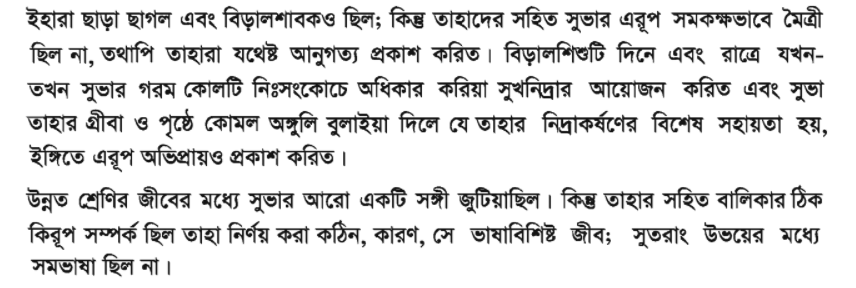 ইহারা ছাড়া ছাগল এবং বিড়ালশাবকও ছিল; কিন্তু তাহাদের সহিত সুভার এরূপ সমকক্ষভাবে মৈত্রী
ছিল না, তথাপি তাহারা যথেষ্ট আনুগত্য প্রকাশ করিত। বিড়ালশিশুটি দিনে এবং রাত্রে যখন-
তখন সুভার গরম কোলটি নিঃসংকোচে অধিকার করিয়া সুখনিদ্রার আয়োজন করিত এবং সুভা
তাহার গ্রীবা ও পৃষ্ঠে কোমল অঙ্গুলি বুলাইয়া দিলে যে তাহার নিদ্রাকর্ষণের বিশেষ সহায়তা হয়,
ইঙ্গিতে এরূপ অভিপ্রায়ও প্রকাশ করিত।
উন্নত শ্রেণির জীবের মধ্যে সুভার আরো একটি সঙ্গী জুটিয়াছিল। কিন্তু তাহার সহিত বালিকার ঠিক
কিরূপ সম্পর্ক ছিল তাহা নির্ণয় করা কঠিন, কারণ, সে ভাষাবিশিষ্ট জীব; সুতরাং উভয়ের মধ্যে
সমভাষা ছিল না।